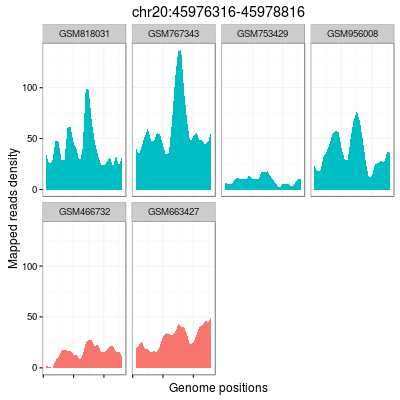 chr20:45976316-45978816
GSM818031 GSM767343 GSM753429 GSM956008
100
50
0
GSM466732 GSM663427
100
50
0
Mapped reads density
Genome positions